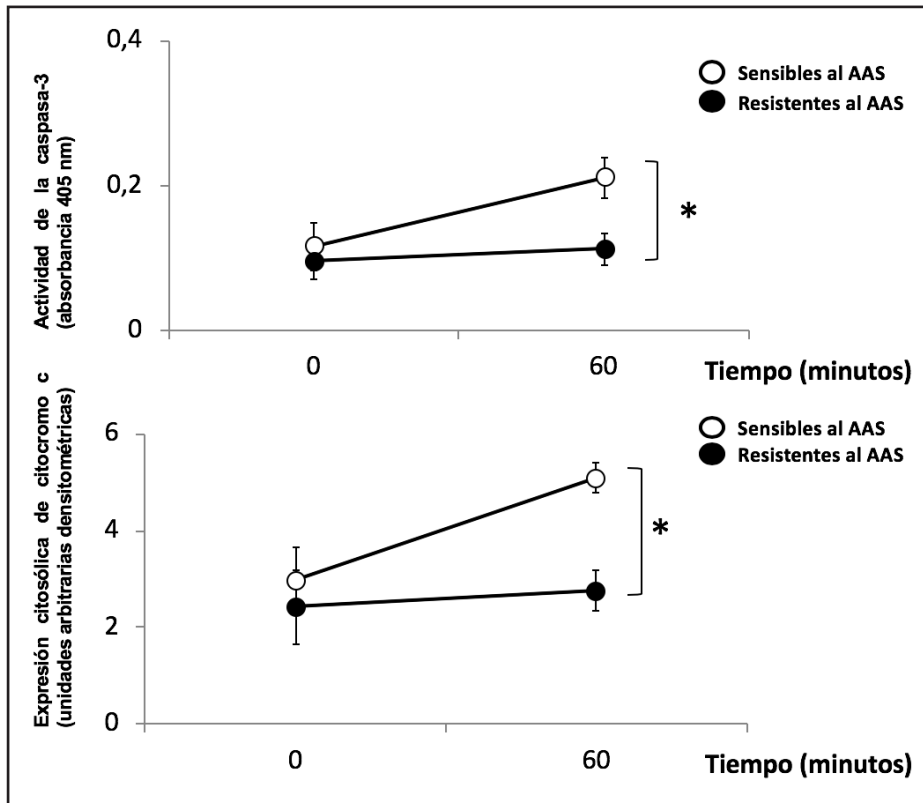 Actividad de la caspasa-3
(absorbancia 405 nm)
0,4
0,2
0
Sensibles al AAS
Resistentes al AAS
*
0
60
Tiempo (minutos)
Expresión citosólica de citocromo c
(unidades arbitrarias densitométricas)
6
4
2
0
Sensibles al AAS
Resistentes al AAS
*
0
60
Tiempo (minutos)